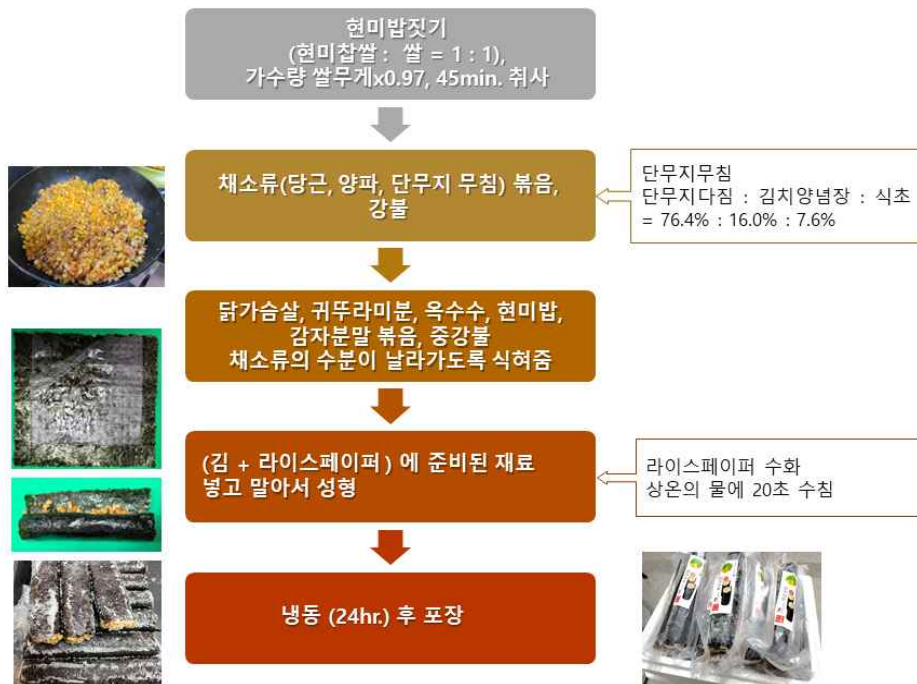 현미밥짓기
(현미찹쌀 : 쌀 = 1 : 1),
가수량 쌀무게x0.97, 45min. 취사
채소류(당근, 양파, 단무지 무침) 볶음,
강불
단무지무침
단무지다짐 : 김치양념장 : 식초
= 76.4% : 16.0% : 7.6%
닭가슴살, 귀뚜라미분, 옥수수, 현미밥,
감자분말 볶음, 중강불
채소류의 수분이 날라가도록 식혀줌
(김 + 라이스페이퍼) 에 준비된 재료
넣고 말아서 성형
라이스페이퍼 수화
상온의 물에 20초 수침
냉동 (24hr.) 후 포장